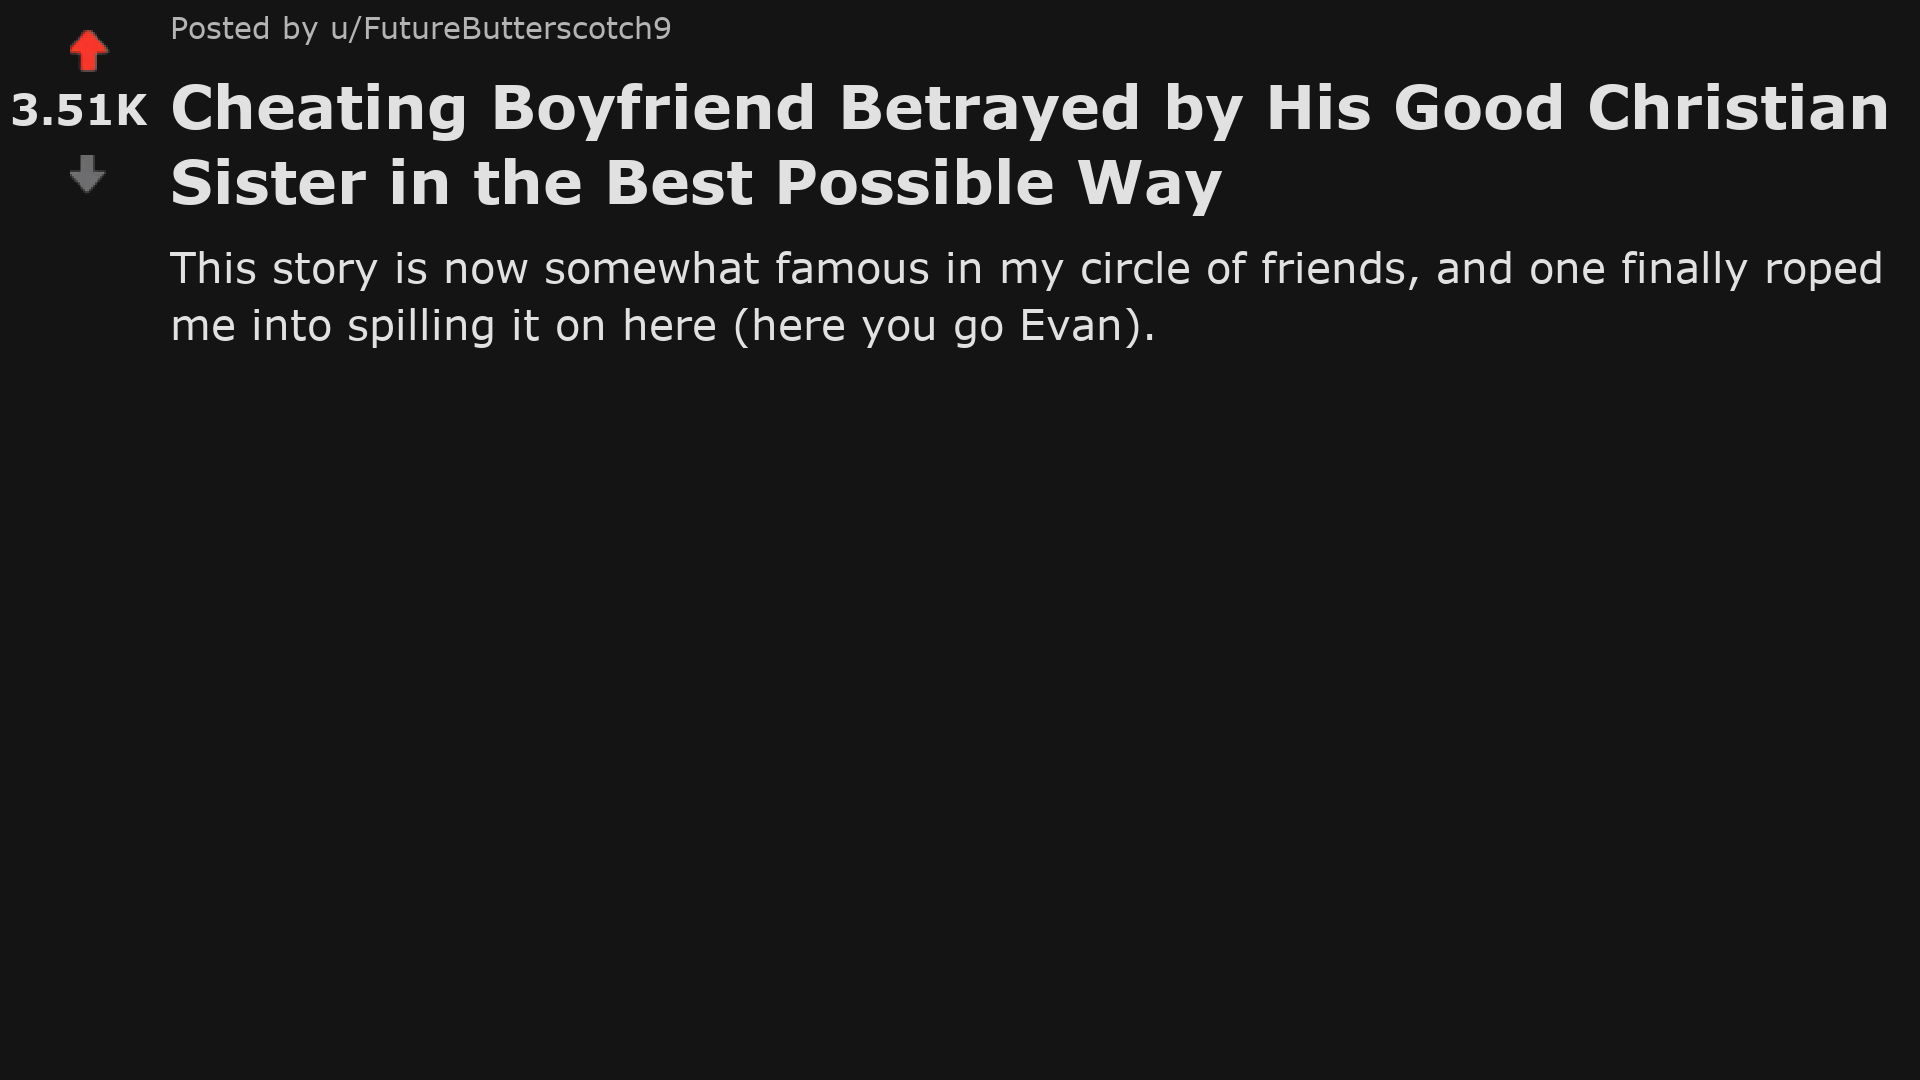 Posted by u/FutureButterscotch9
3.51K
Cheating Boyfriend Betrayed by His Good Christian
Sister in the Best Possible Way
This story is now somewhat famous in my circle of friends, and one finally roped
me into spilling it on here (here you go Evan).